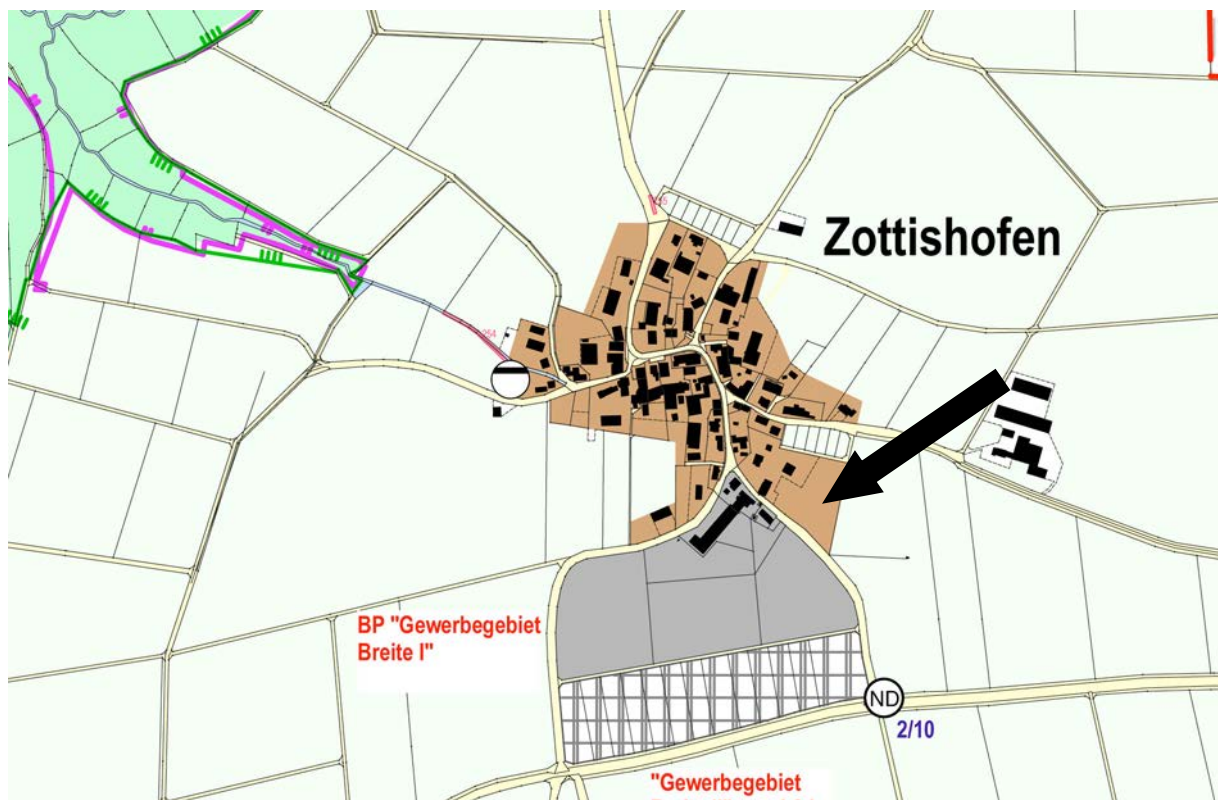 Zottishofen
BP "Gewerbegebiet
Breite I"
ND
2/10
"Gewerbegebiet